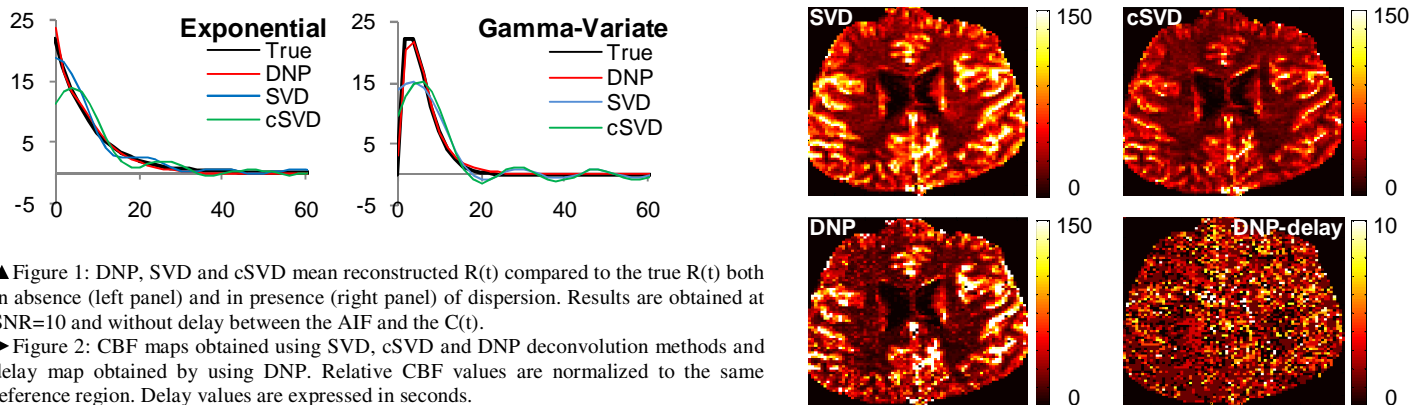 25
15
5
-5
0
20
40
60
Exponential
True
DNP
SVD
cSVD
25
15
5
-5
0
20
40
60
Gamma-Variate
True
DNP
SVD
cSVD
▲Figure 1: DNP, SVD and cSVD mean reconstructed R(t) compared to the true R(t) both
n absence (left panel) and in presence (right panel) of dispersion. Results are obtained at
SNR=10 and without delay between the AIF and the C(t).
►Figure 2: CBF maps obtained using SVD, cSVD and DNP deconvolution methods and
delay map obtained by using DNP. Relative CBF values are normalized to the same
reference region. Delay values are expressed in seconds.
SVD
150
0
cSVD
150
0
DNP
150
0
DNP-delay
10
0